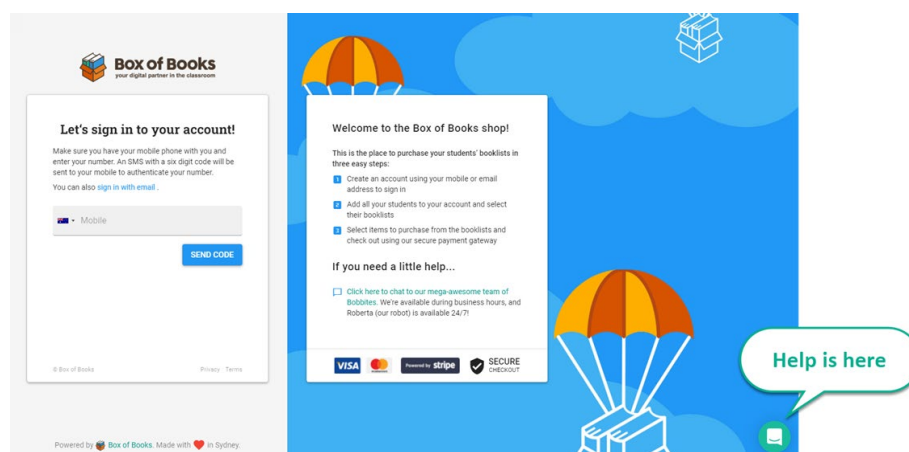 Box of Books
your digital partner in the classroom
Let's sign in to your account!
Make sure you have your mobile phone with you and
enter your number. An SMS with a six digit code will be
sent to your mobile to authenticate your number.
You can also sign in with email .
Mobile
SEND CODE
© Box of Books
Privacy Terms
Powered by Box of Books. Made with in Sydney.
Welcome to the Box of Books shop!
This is the place to purchase your students' booklists in
three easy steps:
1 Create an account using your mobile or email
address to sign in
2 Add all your students to your account and select
their booklists
3 Select items to purchase from the booklists and
check out using our secure payment gateway
If you need a little help...
Click here to chat to our mega-awesome team of
Bobbites. We're available during business hours, and
Roberta (our robot) is available 24/7!
VISA
Powered by stripe
SECURE
CHECKOUT
Help is here